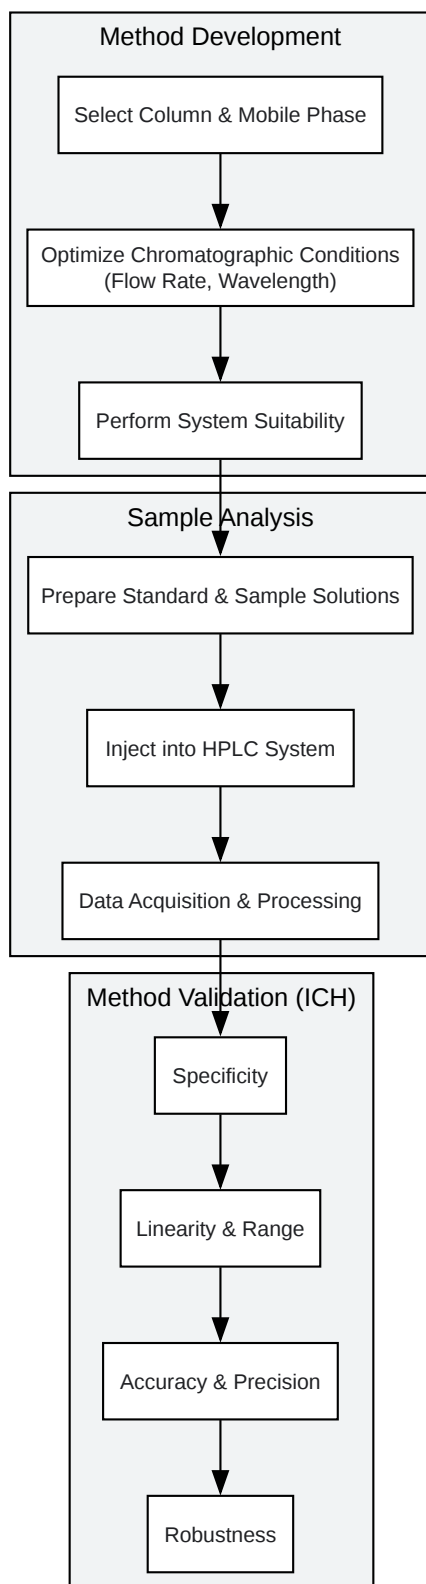 Method Development
Select Column & Mobile Phase
Optimize Chromatographic Conditions
(Flow Rate, Wavelength)
Perform System Suitability
Sample Analysis
Prepare Standard & Sample Solutions
Inject into HPLC System
Data Acquisition & Processing
Method Validation (ICH)
Specificity
Linearity & Range
Accuracy & Precision
Robustness